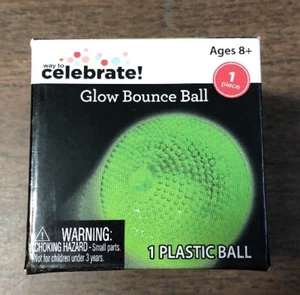 Ages 8+
way to
celebrate!
1
piece
Glow Bounce Ball
WARNING:
CHOKING HAZARD - Small parts.
Not for children under 3 years.
1 PLASTIC BALL